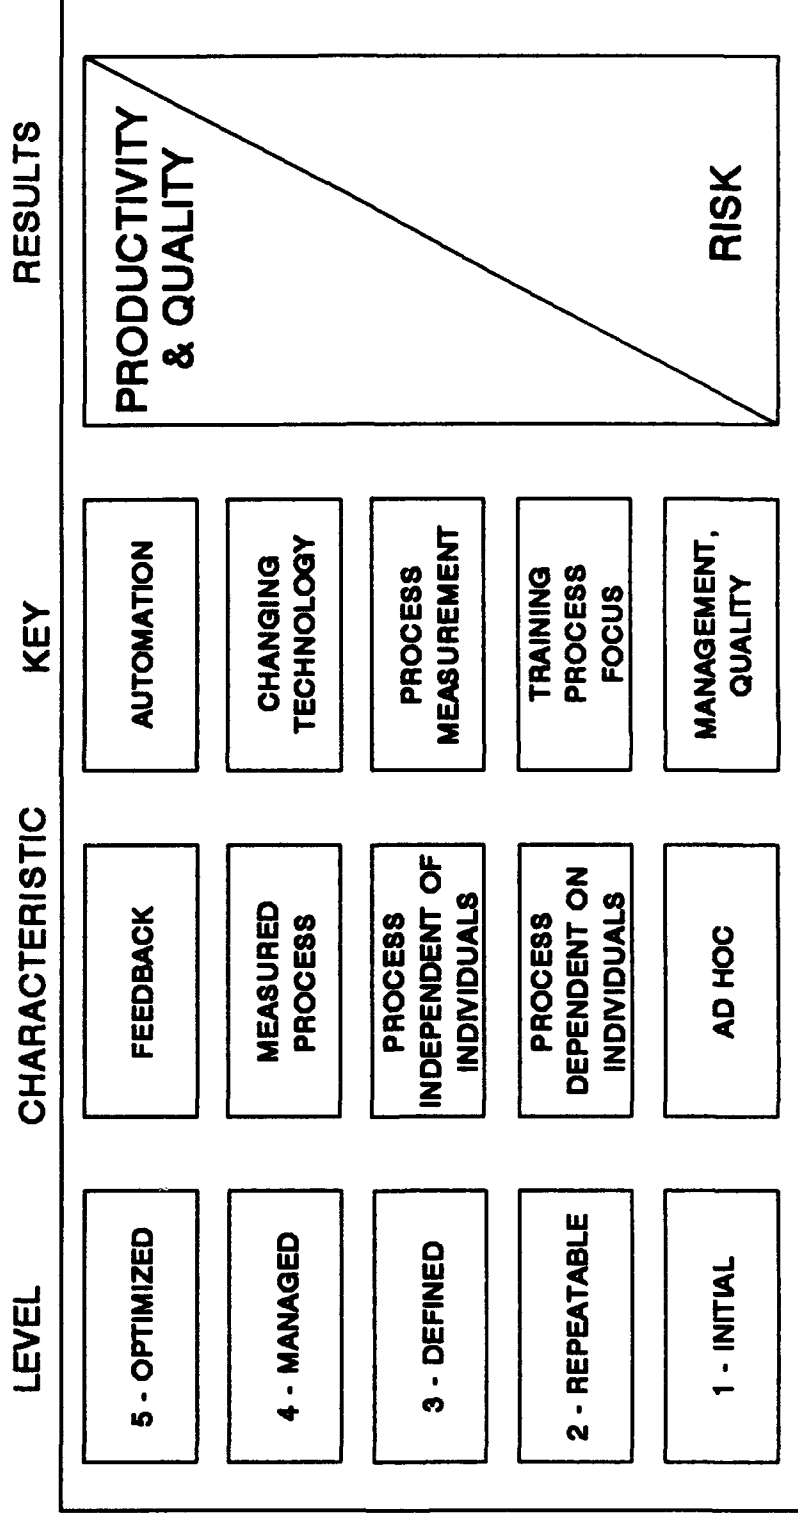 LEVEL CHARACTERISTIC KEY RESULTS
5 - OPTIMIZED
FEEDBACK
AUTOMATION
PRODUCTIVITY
& QUALITY
4 - MANAGED
MEASURED
PROCESS
CHANGING
TECHNOLOGY
3 - DEFINED
PROCESS
INDEPENDENT OF
INDIVIDUALS
PROCESS
MEASUREMENT
2 - REPEATABLE
PROCESS
DEPENDENT ON
INDIVIDUALS
TRAINING
PROCESS
FOCUS
1 - INITIAL
AD HOC
MANAGEMENT,
QUALITY
RISK